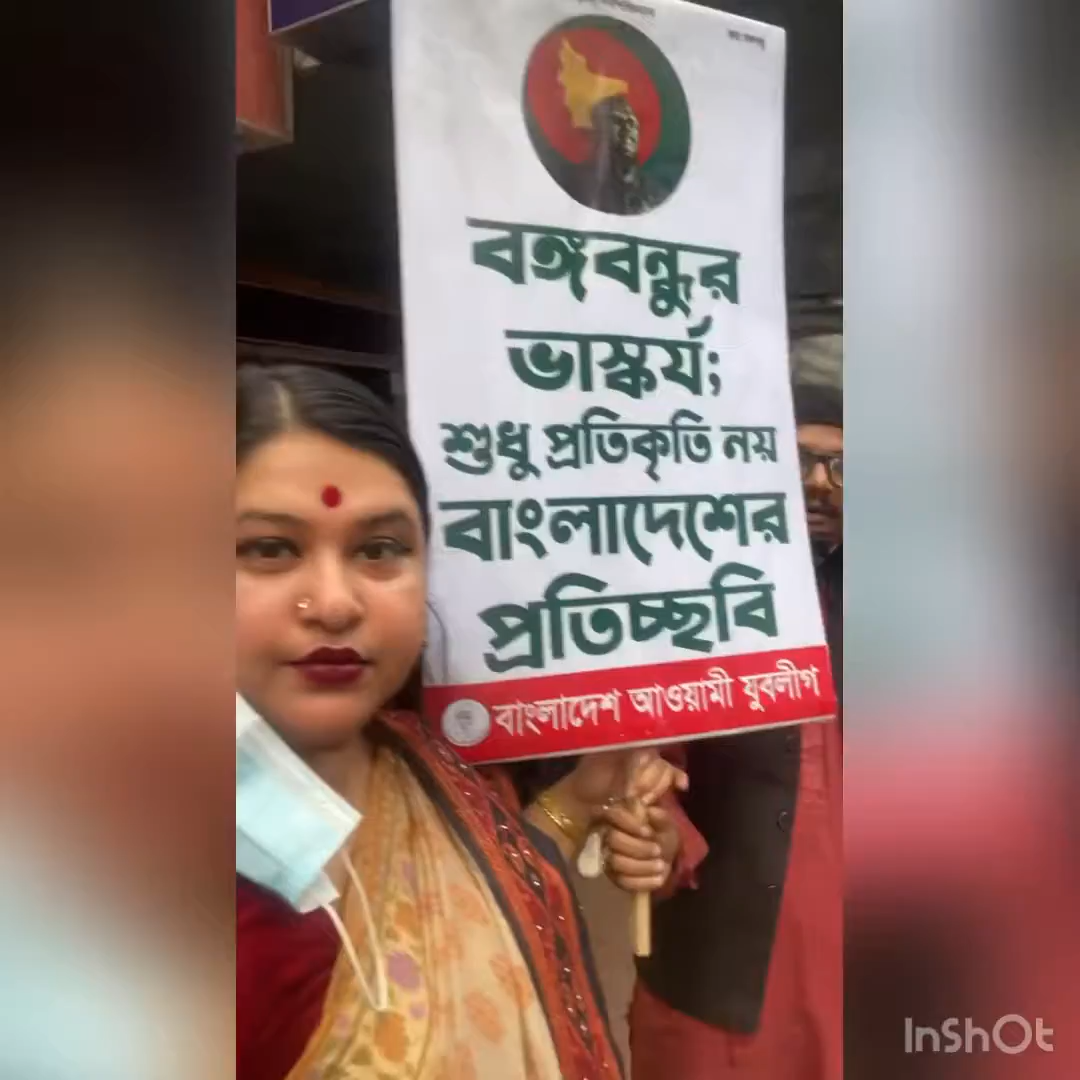 বঙ্গবন্ধুর
ভাস্কর্য;
শুধু প্রতিকৃতি নয়
বাংলাদেশের
প্রতিচ্ছবি
বাংলাদেশ আওয়ামী যুবলীগ
InShOt